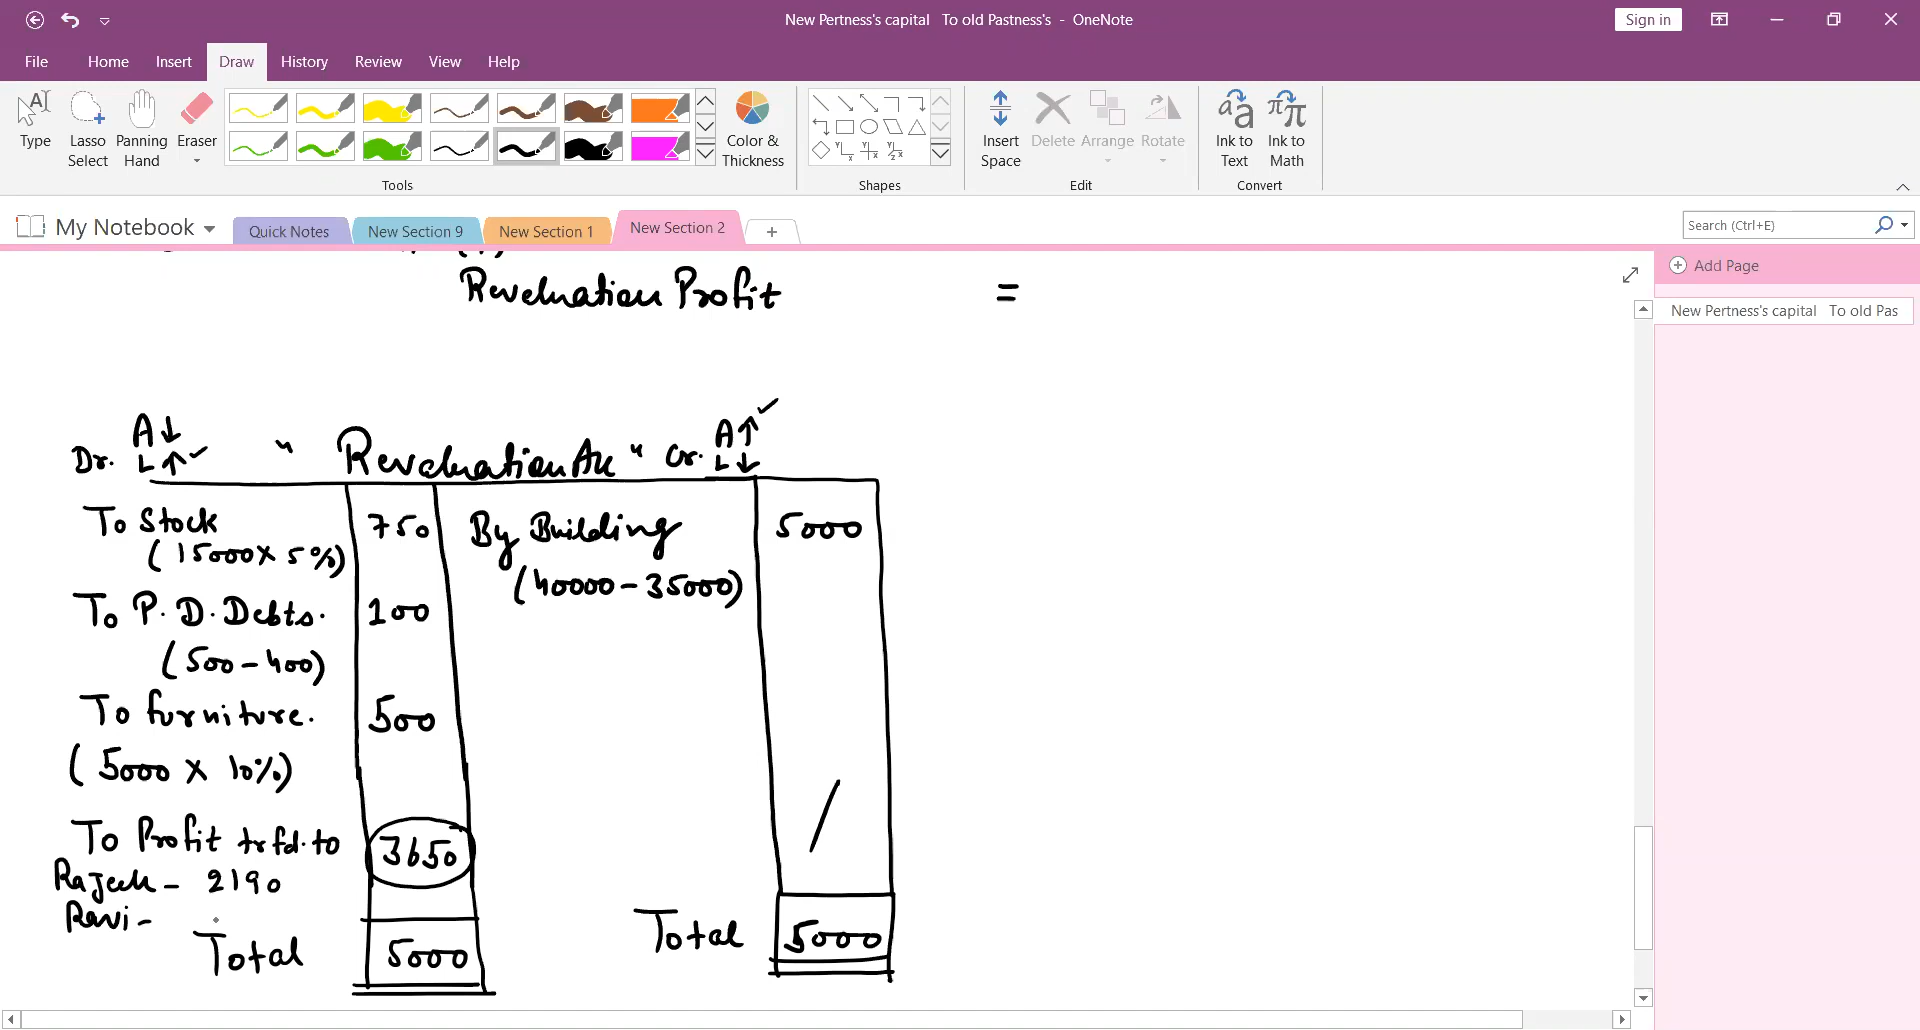 New Pertness's capital To old Pastness's - OneNote
Sign in
File Home Insert Draw History Review View Help
Type
Lasso Select
Panning Hand
Eraser
Color & Thickness
Insert Space
Delete
Arrange
Rotate
Ink to Text
Ink to Math
Tools
Shapes
Edit
Convert
My Notebook
Quick Notes
New Section 9
New Section 1
New Section 2
Search (Ctrl+E)
Add Page
New Pertness's capital To old Pas
Revaluation Profit =
Dr. A↓ L↑ " Revaluation A/c " Cr. A↑ L↓
To Stock 750 By Building 5000
(15000 x 5%) (40000 - 35000)
To P.D. Debts. 100
(500 - 400)
To furniture. 500
(5000 x 10%)
To Profit trfd. to 3650
Rajesh - 2190
Ravi -
Total 5000 Total 5000